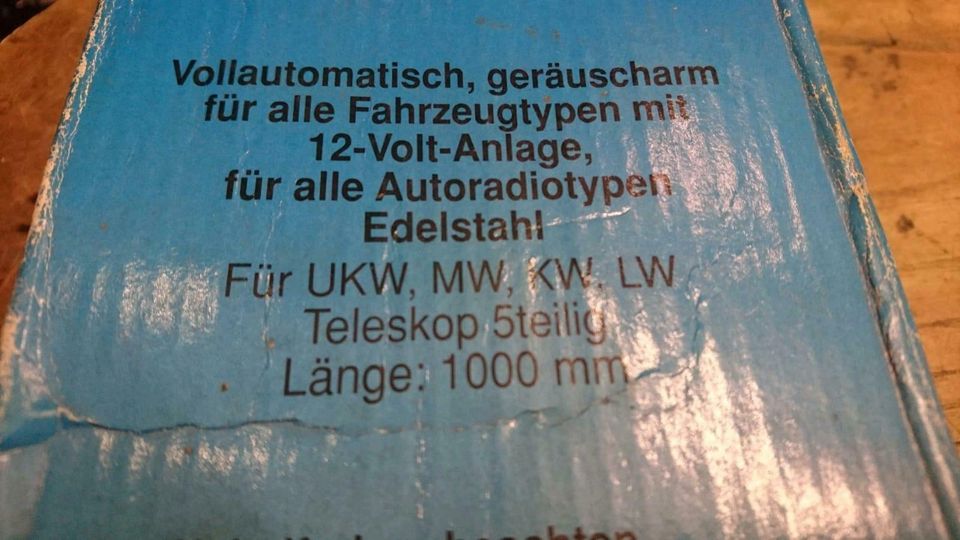 Vollautomatisch, geräuscharm
für alle Fahrzeugtypen mit
12-Volt-Anlage,
für alle Autoradiotypen
Edelstahl
Für UKW, MW, KW, LW
Teleskop 5teilig
Länge: 1000 mm
beachten